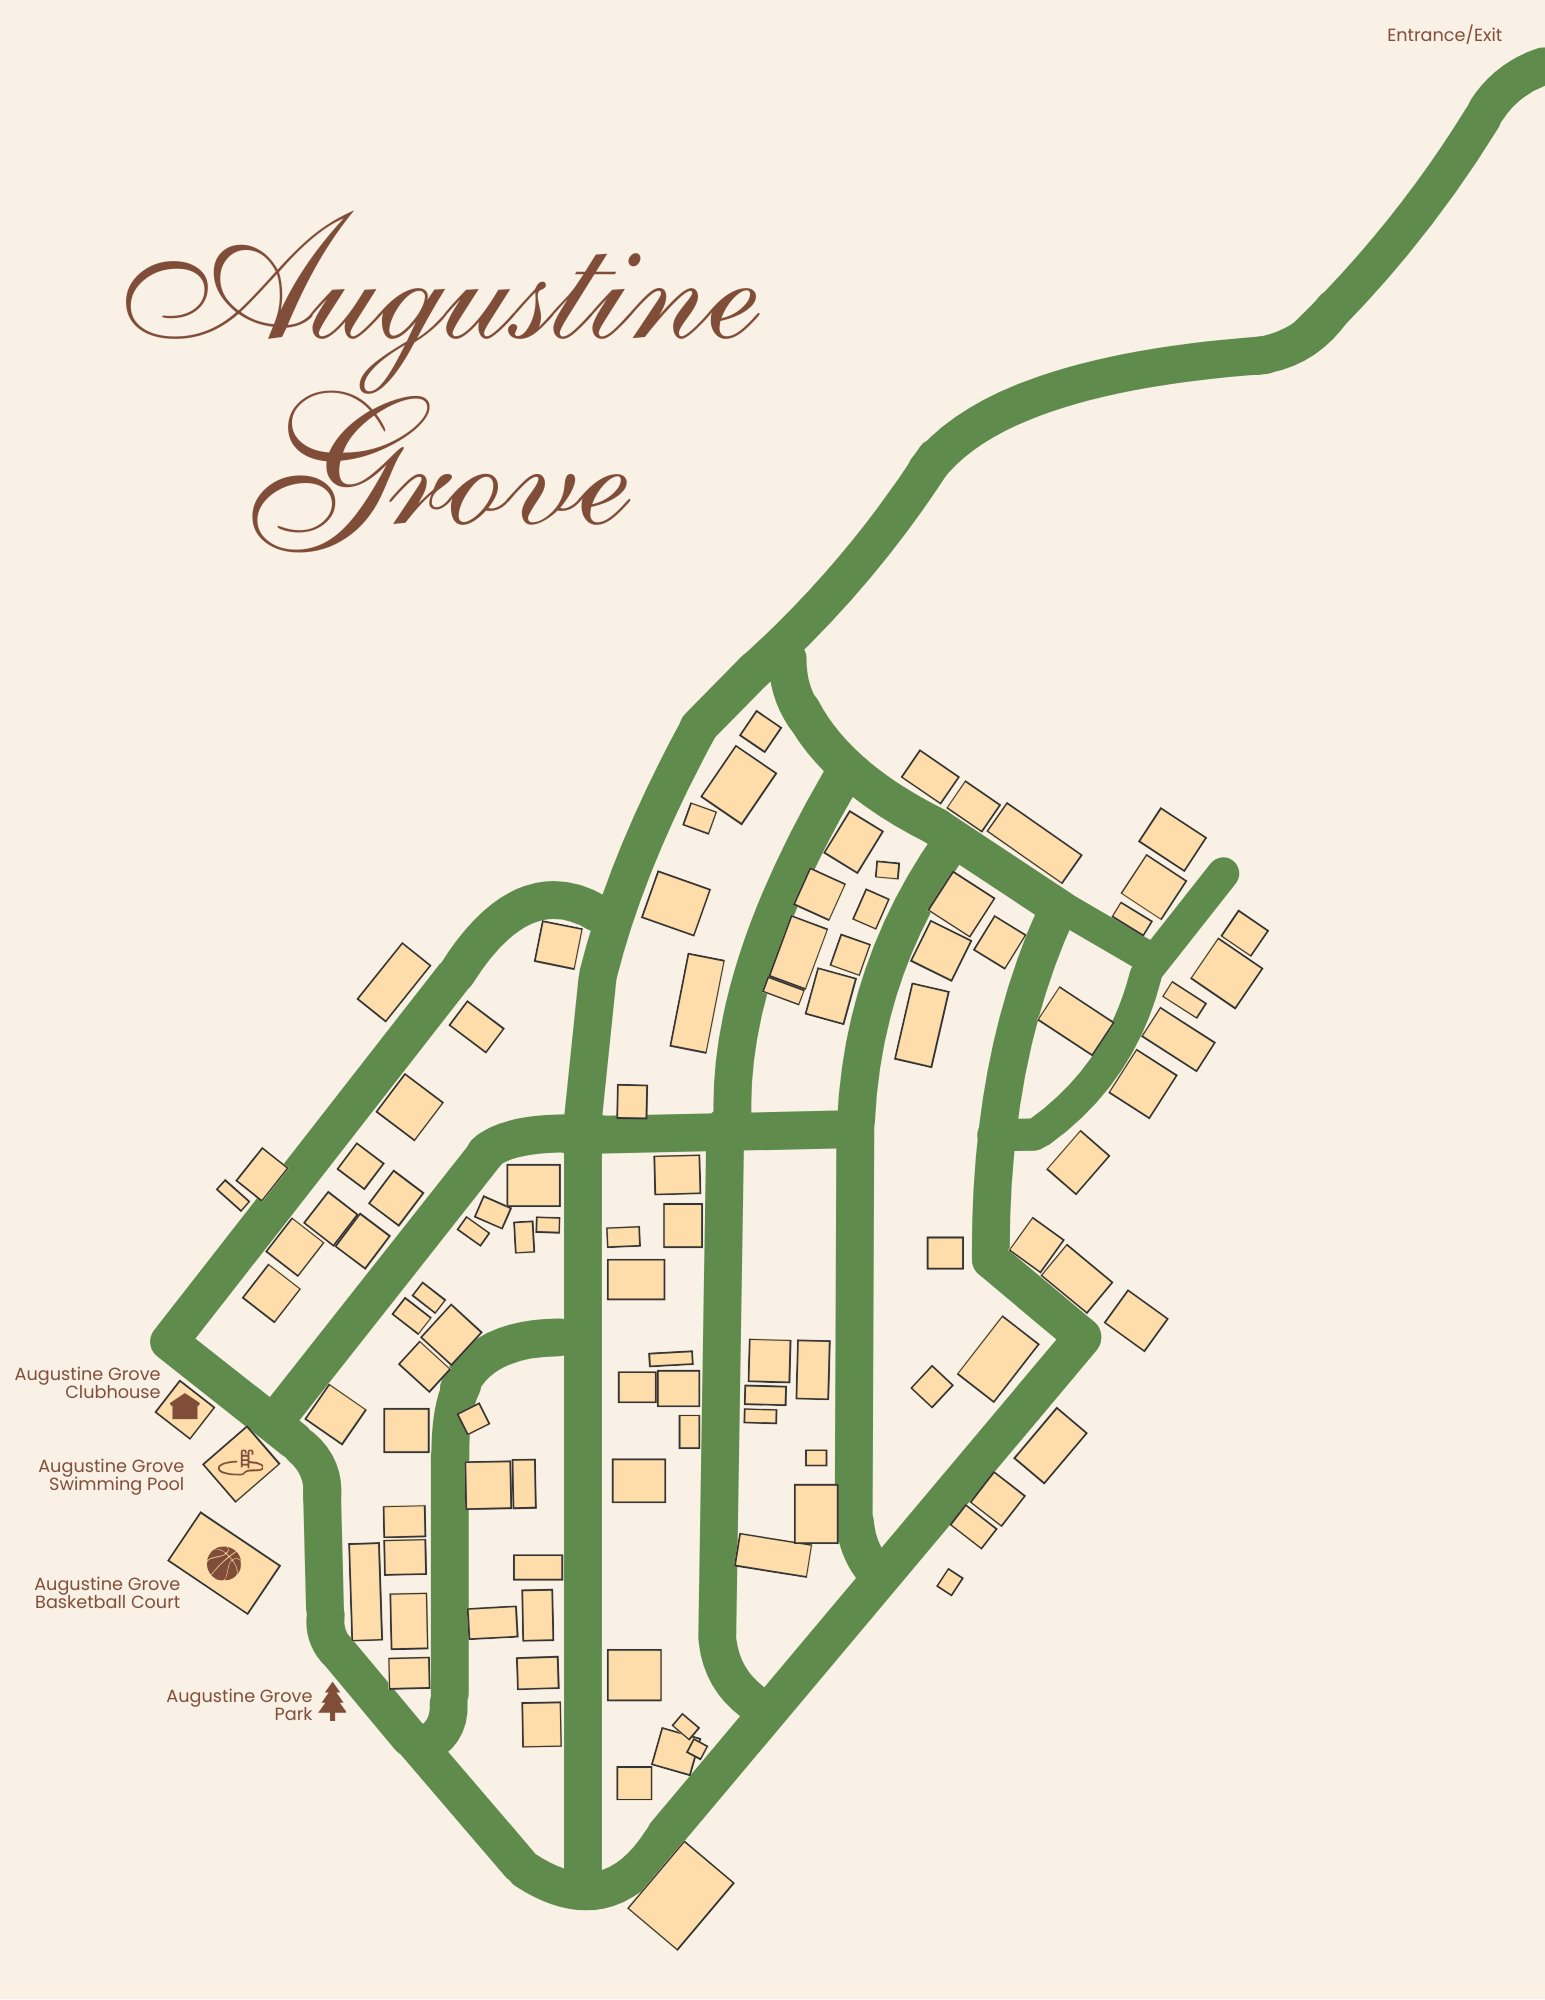 Entrance/Exit
Augustine
Grove
Augustine Grove
Clubhouse
Augustine Grove
Swimming Pool
Augustine Grove
Basketball Court
Augustine Grove
Park